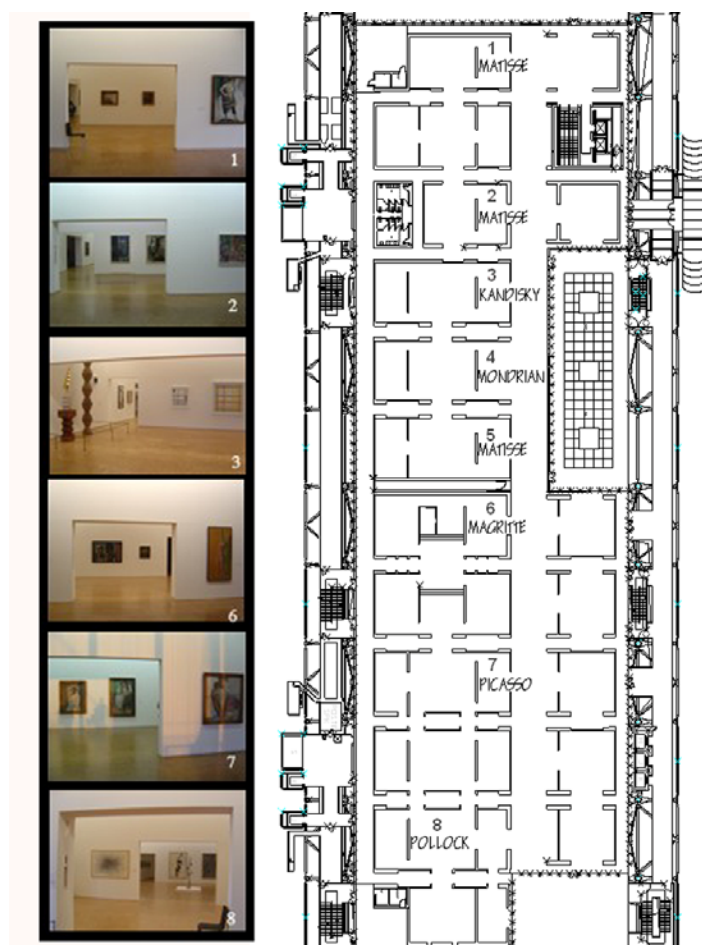 1
2
3
6
7
8
1
MATISSE
2
MATISSE
3
KANDISKY
4
MONDRIAN
5
MATISSE
6
MAGRITTE
7
PICASSO
8
POLLOCK